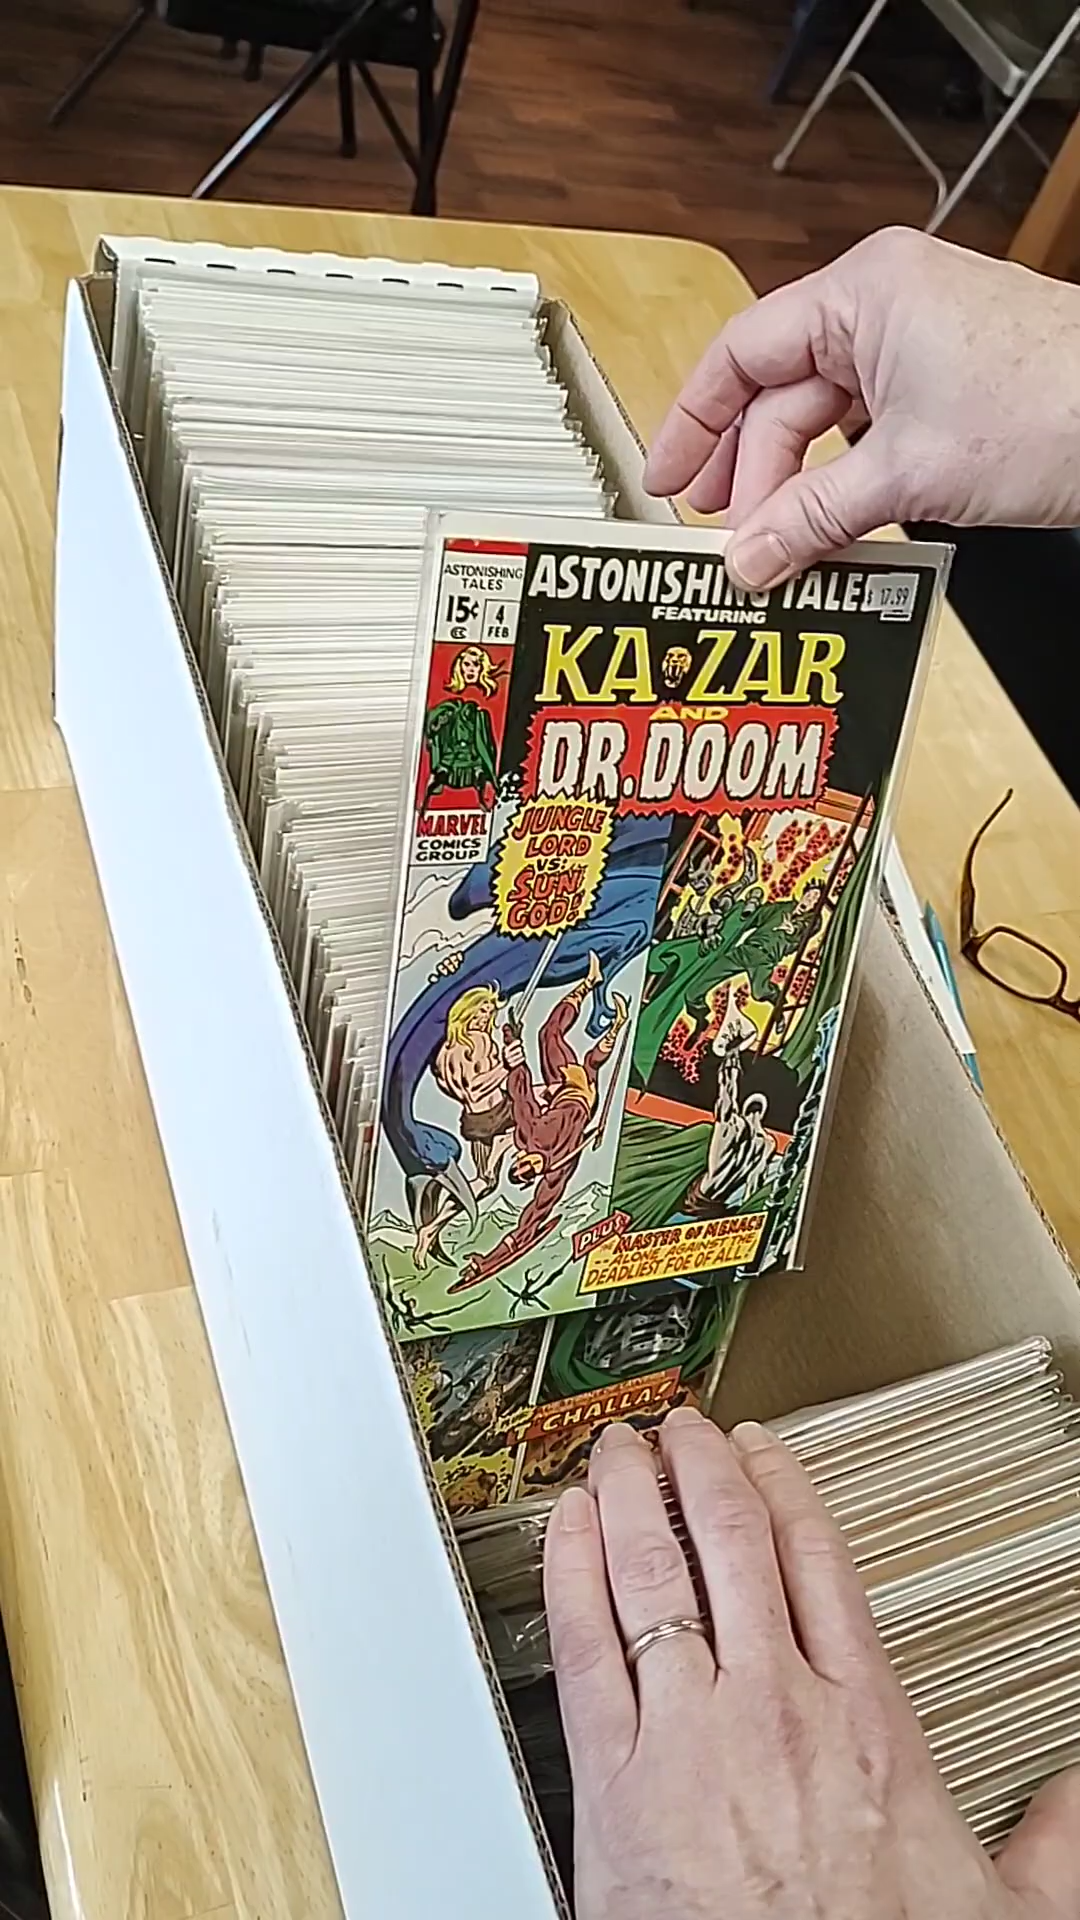 ASTONISHING
TALES
15¢
4
FEB
CC
MARVEL
COMICS
GROUP
ASTONISHING TALES
$ 17.99
FEATURING
KA-ZAR
AND
DR. DOOM
JUNGLE
LORD
VS:
SUN
GOD!
PLUS:
MASTER OF MENACE
--ALONE AGAINST THE
DEADLIEST FOE OF ALL!
T'CHALLA!